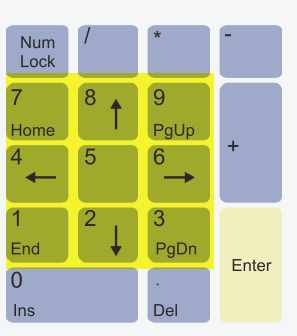 Num
Lock
/
*
-
7
Home
8
↑
9
PgUp
+
4
←
5
6
→
1
End
2
↓
3
PgDn
Enter
0
Ins
.
Del